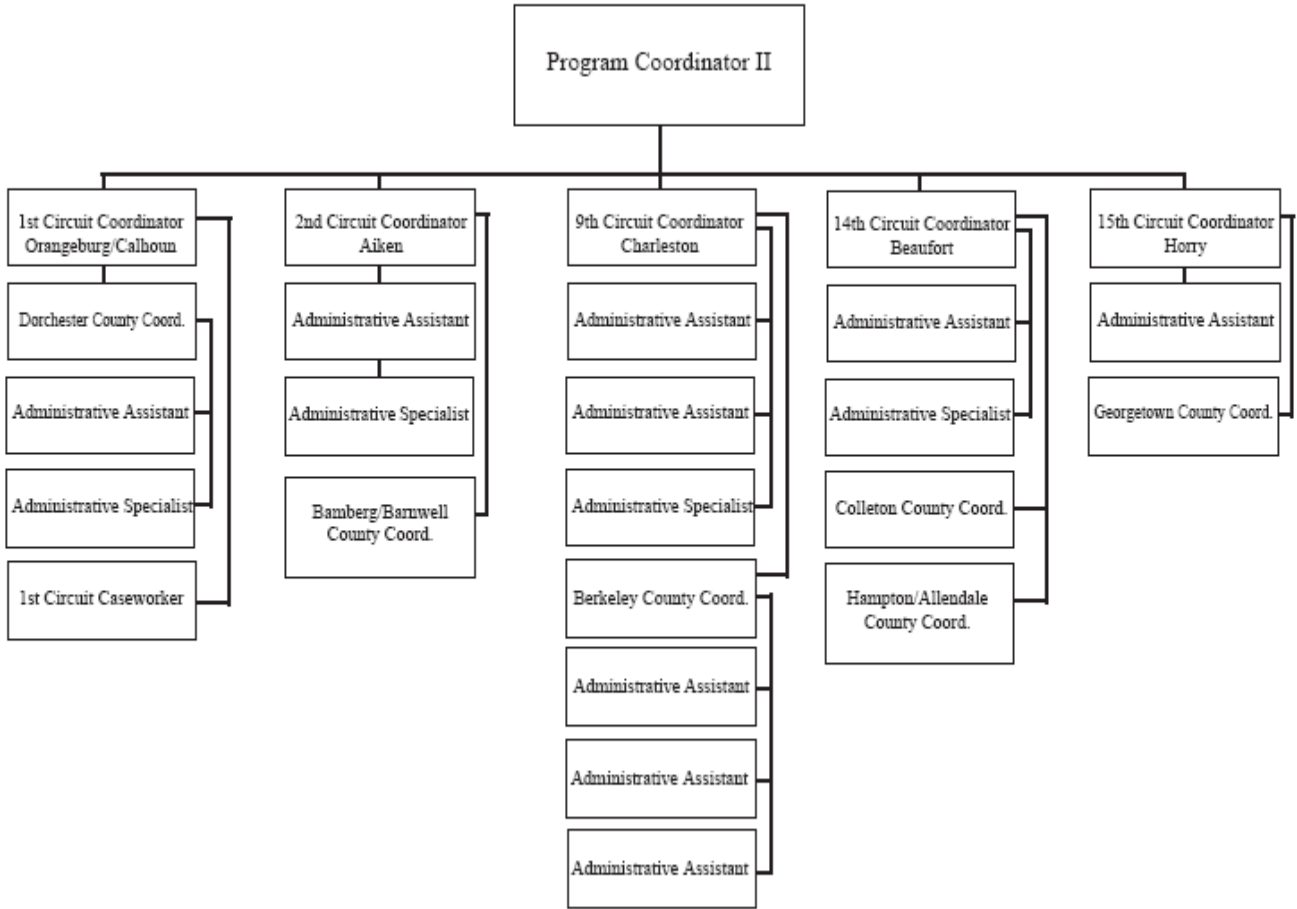 Program Coordinator II
1st Circuit Coordinator
Orangeburg/Calhoun
Dorchester County Coord.
Administrative Assistant
Administrative Specialist
1st Circuit Caseworker
2nd Circuit Coordinator
Aiken
Administrative Assistant
Administrative Specialist
Bamberg/Barnwell
County Coord.
9th Circuit Coordinator
Charleston
Administrative Assistant
Administrative Assistant
Administrative Specialist
Berkeley County Coord.
Administrative Assistant
Administrative Assistant
Administrative Assistant
14th Circuit Coordinator
Beaufort
Administrative Assistant
Administrative Specialist
Colleton County Coord.
Hampton/Allendale
County Coord.
15th Circuit Coordinator
Horry
Administrative Assistant
Georgetown County Coord.